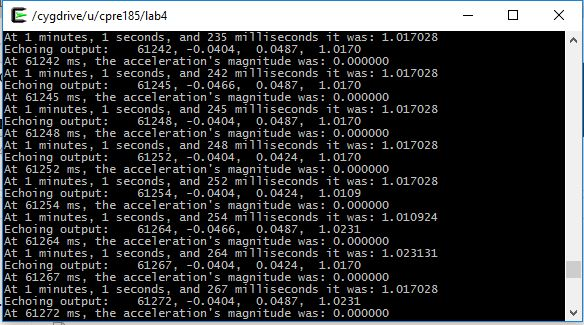 /cygdrive/u/cpre185/lab4
At 1 minutes, 1 seconds, and 235 milliseconds it was: 1.017028
Echoing output:    61242, -0.0404,  0.0487,  1.0170
At 61242 ms, the acceleration's magnitude was: 0.000000
At 1 minutes, 1 seconds, and 242 milliseconds it was: 1.017028
Echoing output:    61245, -0.0466,  0.0487,  1.0170
At 61245 ms, the acceleration's magnitude was: 0.000000
At 1 minutes, 1 seconds, and 245 milliseconds it was: 1.017028
Echoing output:    61248, -0.0404,  0.0487,  1.0170
At 61248 ms, the acceleration's magnitude was: 0.000000
At 1 minutes, 1 seconds, and 248 milliseconds it was: 1.017028
Echoing output:    61252, -0.0404,  0.0424,  1.0170
At 61252 ms, the acceleration's magnitude was: 0.000000
At 1 minutes, 1 seconds, and 252 milliseconds it was: 1.017028
Echoing output:    61254, -0.0404,  0.0424,  1.0109
At 61254 ms, the acceleration's magnitude was: 0.000000
At 1 minutes, 1 seconds, and 254 milliseconds it was: 1.010924
Echoing output:    61264, -0.0466,  0.0487,  1.0231
At 61264 ms, the acceleration's magnitude was: 0.000000
At 1 minutes, 1 seconds, and 264 milliseconds it was: 1.023131
Echoing output:    61267, -0.0404,  0.0424,  1.0170
At 61267 ms, the acceleration's magnitude was: 0.000000
At 1 minutes, 1 seconds, and 267 milliseconds it was: 1.017028
Echoing output:    61272, -0.0404,  0.0487,  1.0231
At 61272 ms, the acceleration's magnitude was: 0.000000